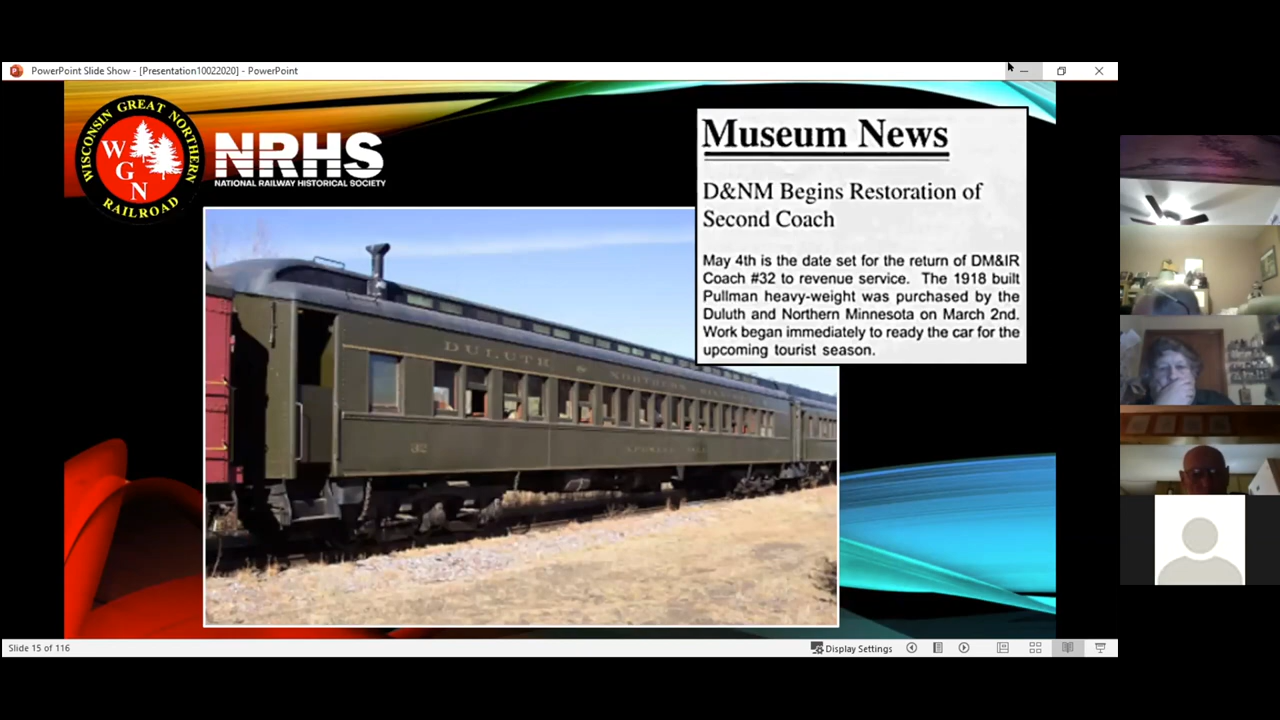 PowerPoint Slide Show - [Presentation10022020] - PowerPoint
WISCONSIN GREAT NORTHERN
WGN
RAILROAD
NRHS
NATIONAL RAILWAY HISTORICAL SOCIETY
Museum News
D&NM Begins Restoration of
Second Coach
May 4th is the date set for the return of DM&IR
Coach #32 to revenue service. The 1918 built
Pullman heavy-weight was purchased by the
Duluth and Northern Minnesota on March 2nd.
Work began immediately to ready the car for the
upcoming tourist season.
DULUTH
NORTHERN
32
Slide 15 of 116
Display Settings